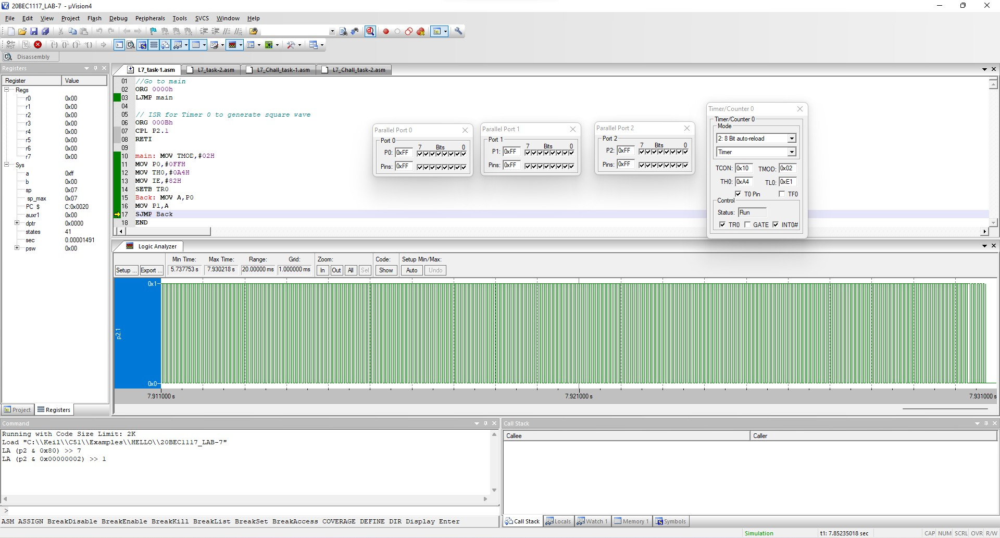 20BEC1117_LAB-7 - µVision4
File Edit View Project Flash Debug Peripherals Tools SVCS Window Help
RST
Disassembly
Registers
Register Value
Regs
r0 0x00
r1 0x00
r2 0x00
r3 0x00
r4 0x00
r5 0x00
r6 0x00
r7 0x00
Sys
a 0xff
b 0x00
sp 0x07
sp_max 0x07
PC $ C:0x0020
auxr1 0x00
dptr 0x0000
states 41
sec 0.00001491
psw 0x00
Project Registers
L7_task-1.asm L7_task-2.asm L7_Chall_task-1.asm L7_Chall_task-2.asm
01 //Go to main
02 ORG 0000h
03 LJMP main
04
05 // ISR for Timer 0 to generate square wave
06 ORG 000Bh
07 CPL P2.1
08 RETI
09
10 main: MOV TMOD,#02H
11 MOV P0,#0FFH
12 MOV TH0,#0A4H
13 MOV IE,#82H
14 SETB TR0
15 Back: MOV A,P0
16 MOV P1,A
17 SJMP Back
18 END
Parallel Port 0
Port 0
7 Bits 0
P0: 0xFF
Pins: 0xFF
Parallel Port 1
Port 1
7 Bits 0
P1: 0xFF
Pins: 0xFF
Parallel Port 2
Port 2
7 Bits 0
P2: 0xFF
Pins: 0xFF
Timer/Counter 0
Timer/Counter 0
Mode
2: 8 Bit auto-reload
Timer
TCON: 0x10 TMOD: 0x02
TH0: 0xA4 TL0: 0xE1
T0 Pin TF0
Control
Status: Run
TR0 GATE INT0#
Logic Analyzer
Min Time: Max Time: Range: Grid: Zoom: Code: Setup Min/Max:
Setup ... Export ... 5.737753 s 7.930218 s 20.00000 ms 1.000000 ms In Out All Sel Show Auto Undo
0x1
p2.1
0x0
7.911000 s 7.921000 s 7.931000 s
Command
Running with Code Size Limit: 2K
Load "C:\\Keil\\C51\\Examples\\HELLO\\20BEC1117_LAB-7"
LA (p2 & 0x80) >> 7
LA (p2 & 0x00000002) >> 1
>
ASM ASSIGN BreakDisable BreakEnable BreakKill BreakList BreakSet BreakAccess COVERAGE DEFINE DIR Display Enter
Call Stack
Callee Caller
Call Stack Locals Watch 1 Memory 1 Symbols
Simulation t1: 7.85235018 sec CAP NUM SCRL OVR R/W